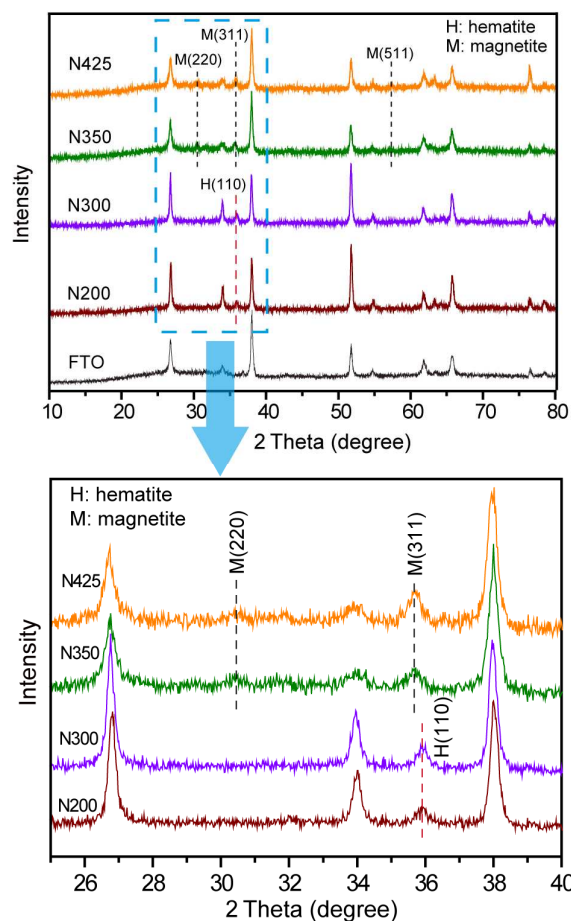 H: hematite
M: magnetite
N425
M(220)
M(311)
M(511)
N350
N300
H(110)
N200
FTO
Intensity
10 20 30 40 50 60 70 80
2 Theta (degree)
H: hematite
M: magnetite
N425
M(220)
M(311)
N350
N300
H(110)
N200
Intensity
26 28 30 32 34 36 38 40
2 Theta (degree)